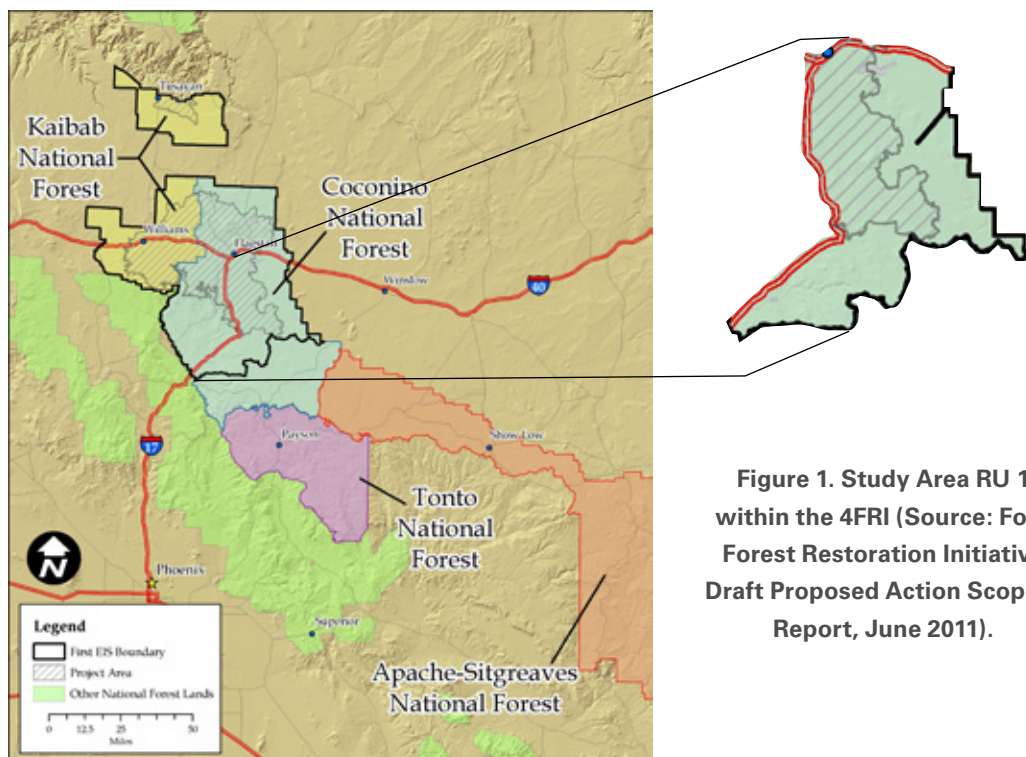 Tusayan
Kaibab
National
Forest
Coconino
National
Forest
Williams
Flagstaff
Winslow
40
17
Payson
Show Low
Tonto
National
Forest
Phoenix
Superior
Apache-Sitgreaves
National Forest
N
Legend
First EIS Boundary
Project Area
Other National Forest Lands
0 12.5 25 50
Miles
Figure 1. Study Area RU 1
within the 4FRI (Source: Fo
Forest Restoration Initiativ
Draft Proposed Action Scop
Report, June 2011).